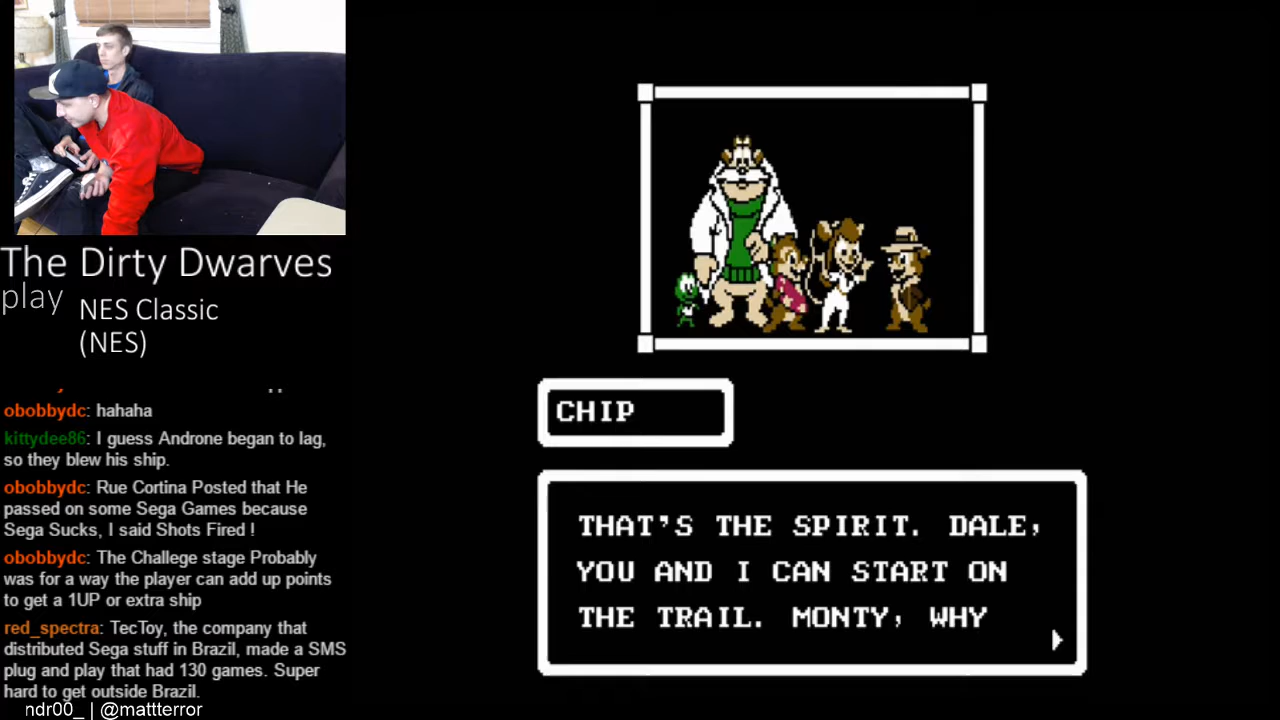 The Dirty Dwarves
play
NES Classic
(NES)
obobbydc: hahaha
kittydee86: I guess Androne began to lag,
so they blew his ship.
obobbydc: Rue Cortina Posted that He
passed on some Sega Games because
Sega Sucks, I said Shots Fired !
obobbydc: The Challege stage Probably
was for a way the player can add up points
to get a 1UP or extra ship
red_spectra: TecToy, the company that
distributed Sega stuff in Brazil, made a SMS
plug and play that had 130 games. Super
hard to get outside Brazil.
ndr00_ | @mattterror
CHIP
THAT'S THE SPIRIT. DALE,
YOU AND I CAN START ON
THE TRAIL. MONTY, WHY